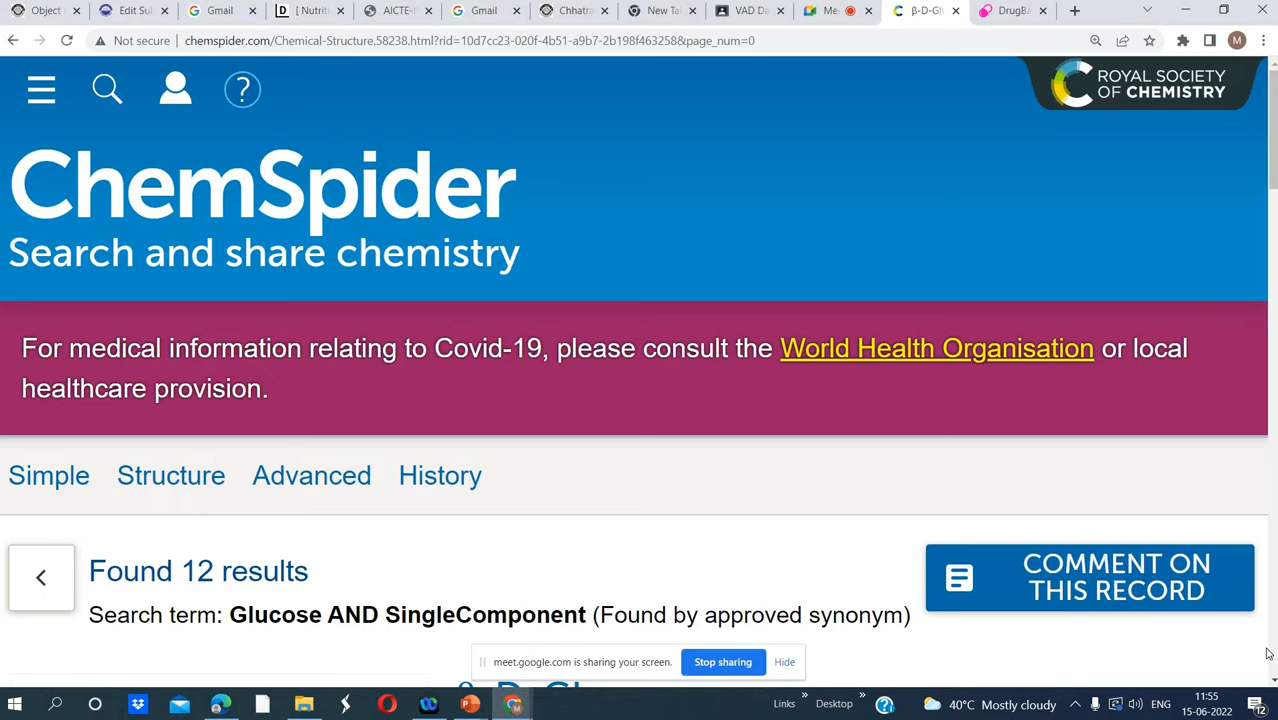 Object
Edit Sul
Gmail
[ Nutriti
AICTE-II
Gmail
Chhatra
New Ta
VAD Da
Me
β-D-Glu
DrugBa
Not secure
chemspider.com/Chemical-Structure.58238.html?rid=10d7cc23-020f-4b51-a9b7-2b198f463258&page_num=0
M
ROYAL SOCIETY
OF CHEMISTRY
?
ChemSpider
Search and share chemistry
For medical information relating to Covid-19, please consult the World Health Organisation or local
healthcare provision.
Simple Structure Advanced History
Found 12 results
Search term: Glucose AND SingleComponent (Found by approved synonym)
COMMENT ON
THIS RECORD
meet.google.com is sharing your screen.
Stop sharing
Hide
Links
Desktop
40°C Mostly cloudy
ENG
11:55
15-06-2022
12